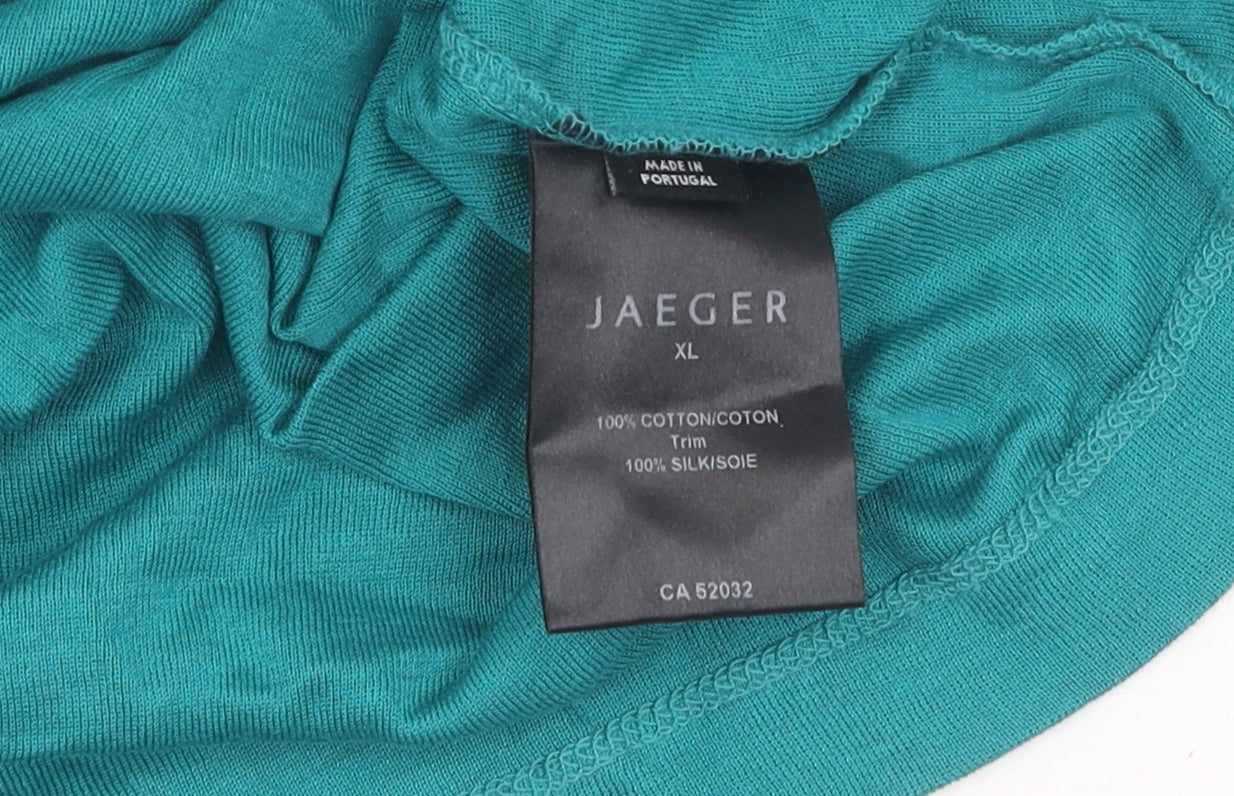 MADE IN
PORTUGAL
JAEGER
XL
100% COTTON/COTON
Trim
100% SILK/SOIE
CA 52032